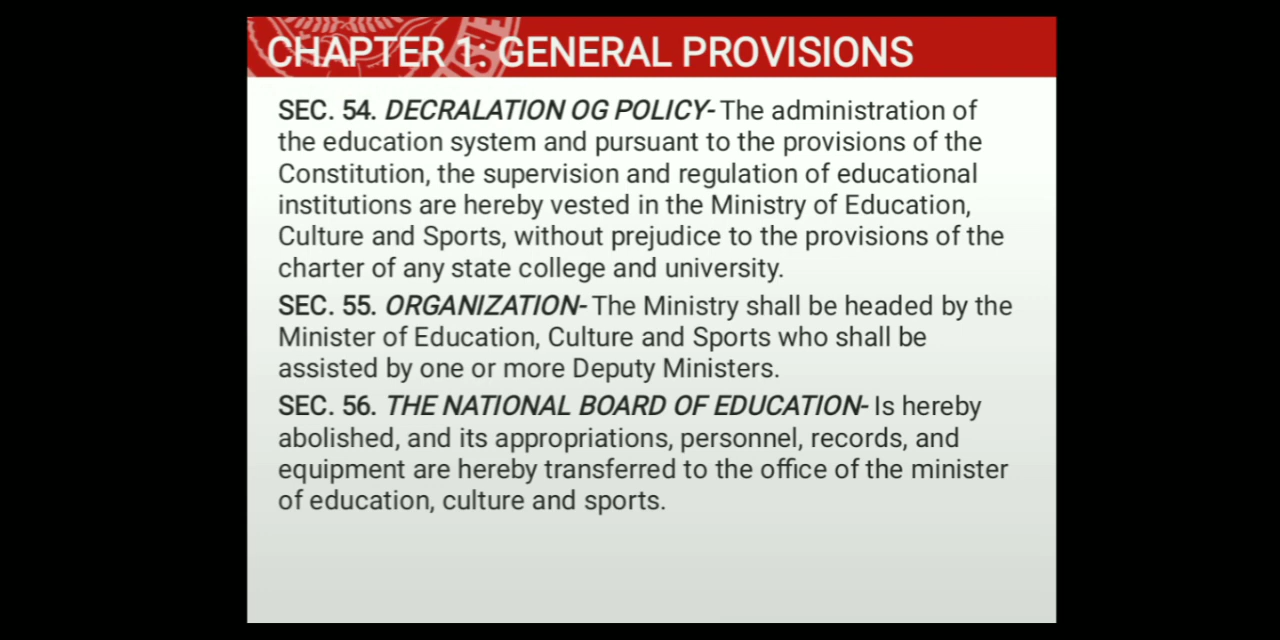 CHAPTER 1: GENERAL PROVISIONS
SEC. 54. DECRALATION OG POLICY- The administration of
the education system and pursuant to the provisions of the
Constitution, the supervision and regulation of educational
institutions are hereby vested in the Ministry of Education,
Culture and Sports, without prejudice to the provisions of the
charter of any state college and university.
SEC. 55. ORGANIZATION- The Ministry shall be headed by the
Minister of Education, Culture and Sports who shall be
assisted by one or more Deputy Ministers.
SEC. 56. THE NATIONAL BOARD OF EDUCATION- Is hereby
abolished, and its appropriations, personnel, records, and
equipment are hereby transferred to the office of the minister
of education, culture and sports.